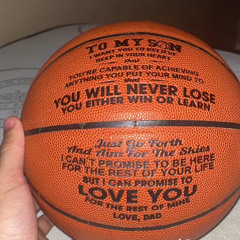 TO MY SON
I WANT YOU TO BELIEVE
DEEP IN YOUR HEART
that
YOU'RE CAPABLE OF ACHIEVING
ANYTHING YOU PUT YOUR MIND TO
that
YOU WILL NEVER LOSE
YOU EITHER WIN OR LEARN
Just Go Forth
And Aim For The Skies
I CAN'T PROMISE TO BE HERE
FOR THE REST OF YOUR LIFE
BUT I CAN PROMISE TO
LOVE YOU
FOR THE REST OF MINE
LOVE, DAD